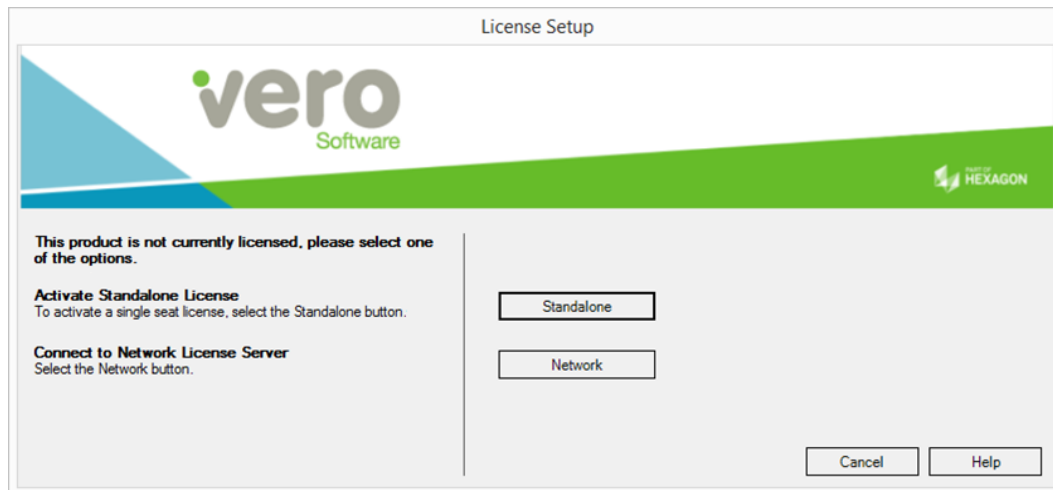 License Setup
vero
Software
PART OF
HEXAGON
This product is not currently licensed, please select one
of the options.
Activate Standalone License
To activate a single seat license, select the Standalone button.
Standalone
Connect to Network License Server
Select the Network button.
Network
Cancel
Help